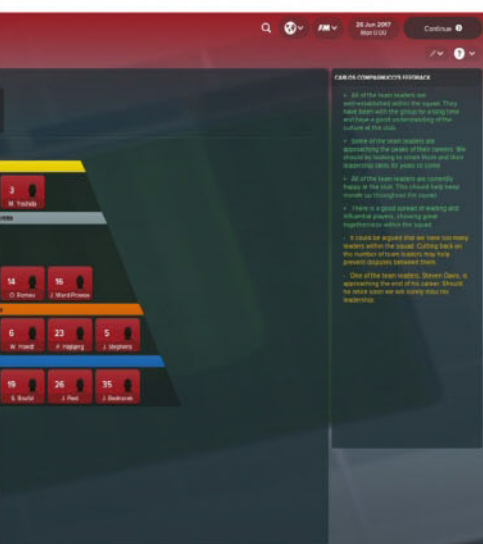 FM
26 Jun 2017
Mon 0:00
Continue
CARLOS COMPAGNUCCI'S FEEDBACK
+ All of the team leaders are
well-established within the squad. They
have been with the group for a long time
and have a good understanding of the
culture at the club.
+ Some of the team leaders are
approaching the peaks of their careers. We
should be looking to retain them and their
leadership skills for years to come.
+ All of the team leaders are currently
happy at the club. This should help keep
morale up throughout the squad.
+ There is a good spread of leading and
influential players, showing great
togetherness within the squad.
- It could be argued that we have too many
leaders within the squad. Cutting back on
the number of team leaders may help
prevent disputes between them.
- One of the team leaders, Steven Davis, is
approaching the end of his career. Should
he retire soon we will sorely miss his
leadership.
3
M. Yoshida
14
O. Romeu
16
J. Ward-Prowse
6
W. Hoedt
23
P. Højbjerg
5
J. Stephens
19
S. Boufal
26
J. Pied
35
J. Bednarek